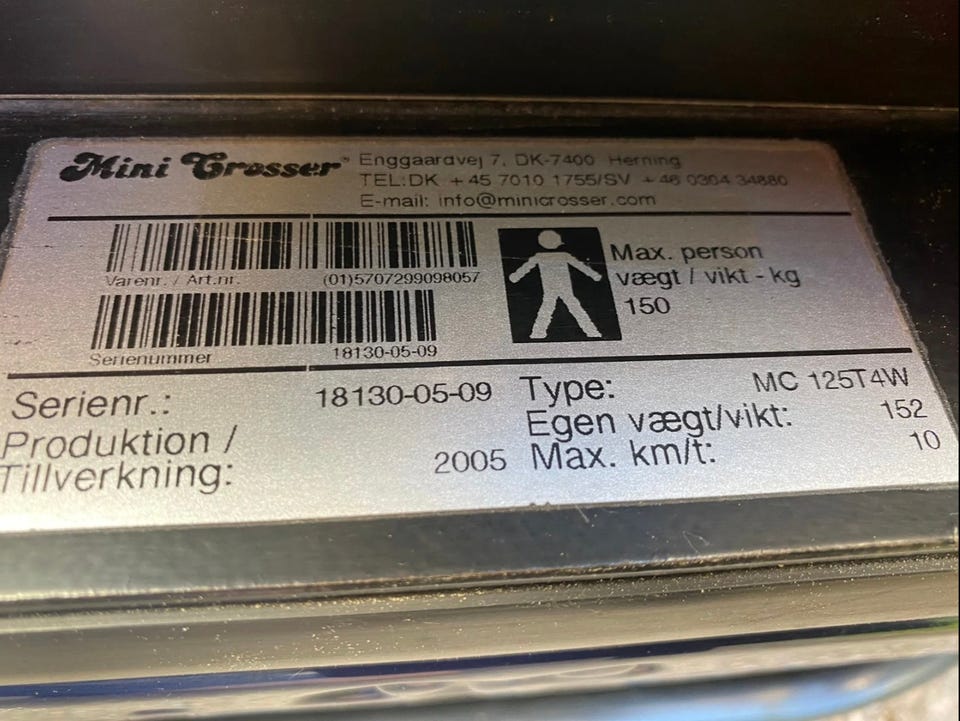 Mini Crosser®
Enggaardvej 7, DK-7400 Herning
TEL:DK +45 7010 1755/SV +46 0304 34880
E-mail: info@minicrosser.com
Varenr. / Art.nr. (01)5707299098057
Serienummer 18130-05-09
Max. person
vægt / vikt - kg
150
Serienr.: 18130-05-09
Produktion /
Tillverkning: 2005
Type: MC 125T4W
Egen vægt/vikt: 152
Max. km/t: 10